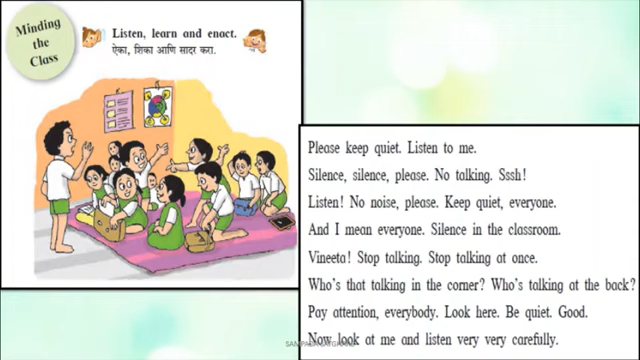 Minding
the
Class
Listen, learn and enact.
ऐका, शिका आणि सादर करा.
Please keep quiet. Listen to me.
Silence, silence, please. No talking. Sssh!
Listen! No noise, please. Keep quiet, everyone.
And I mean everyone. Silence in the classroom.
Vineeta! Stop talking. Stop talking at once.
Who's that talking in the corner? Who's talking at the back?
Pay attention, everybody. Look here. Be quiet. Good.
Now look at me and listen very very carefully.